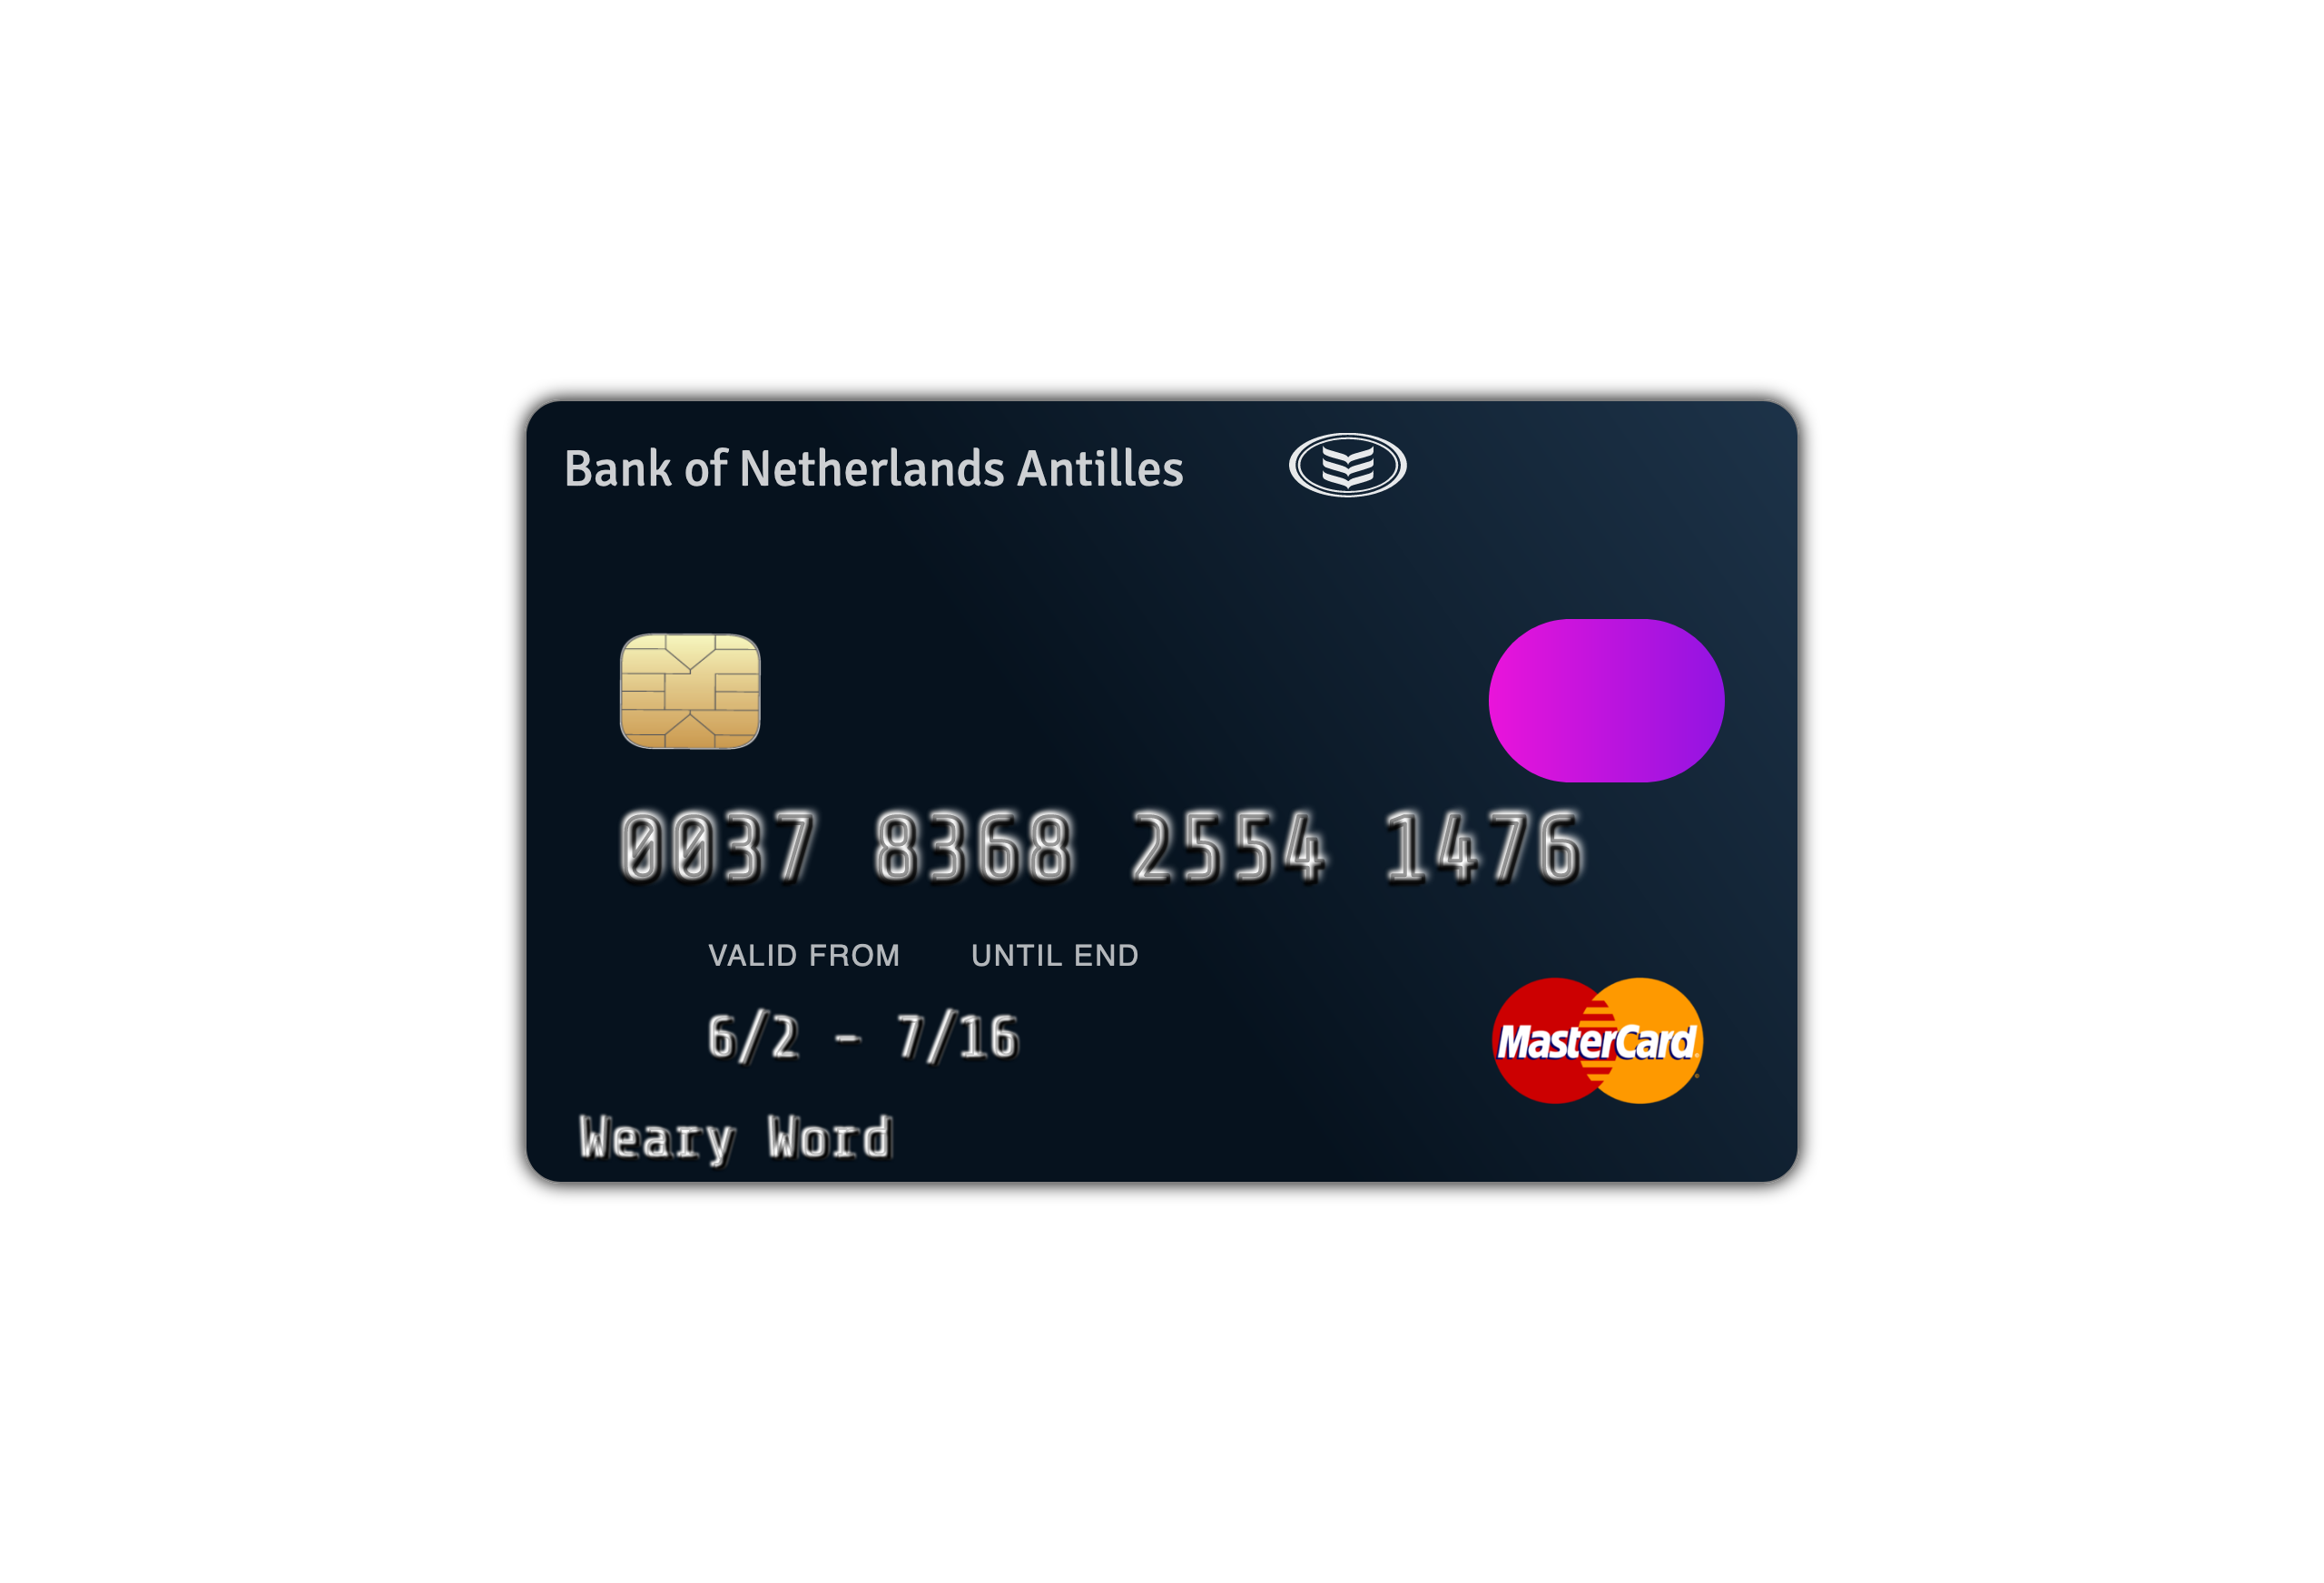 Bank of Netherlands Antilles
0037 8368 2554 1476
VALID FROM UNTIL END
6/2 - 7/16
MasterCard
Weary Word